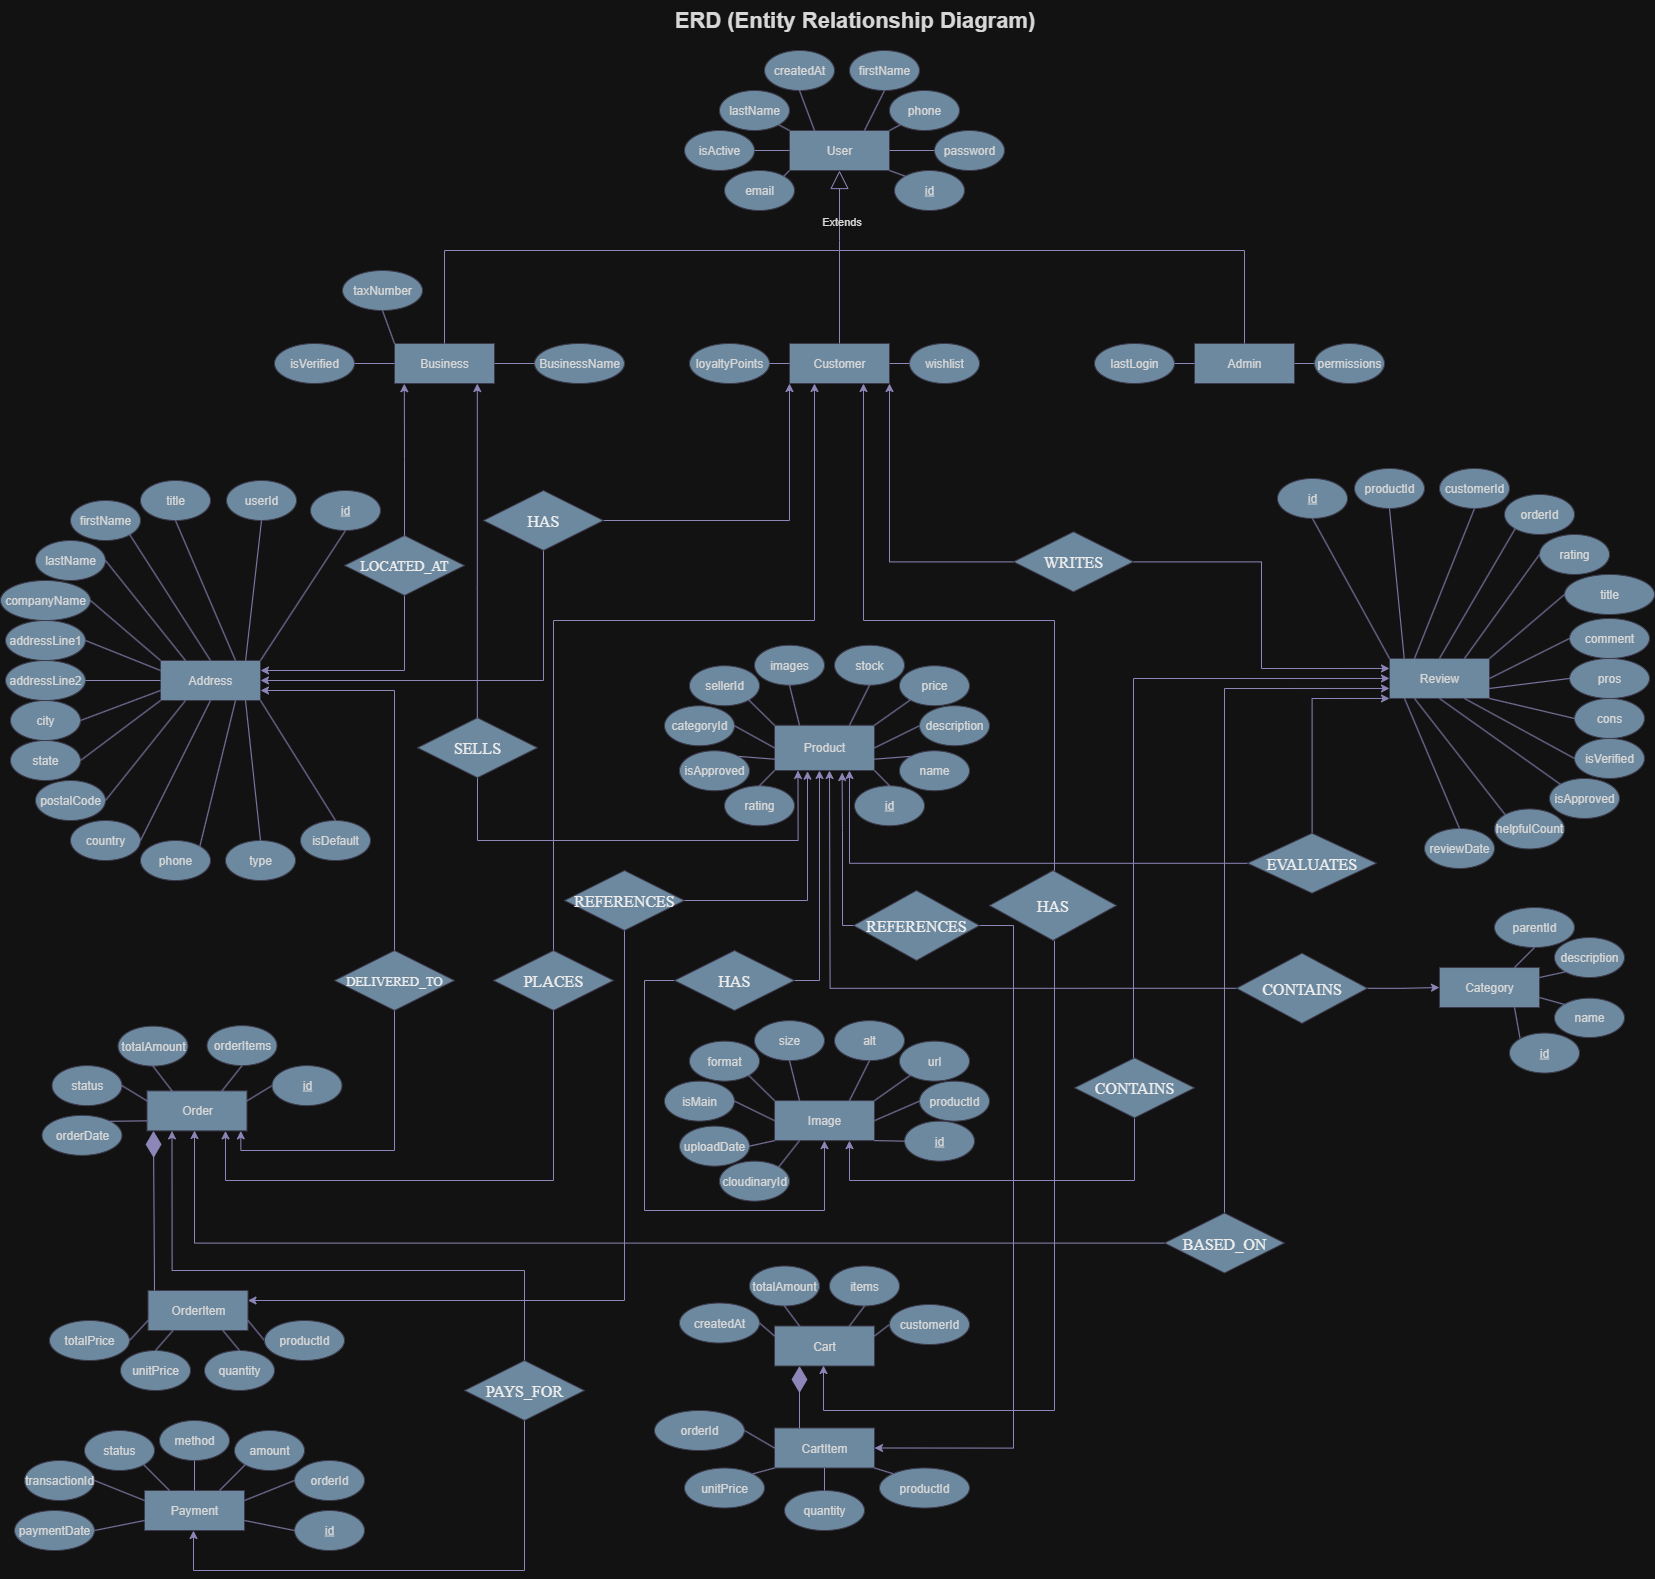 ERD (Entity Relationship Diagram)
createdAt
firstName
lastName
phone
isActive
User
password
email
id
Extends
taxNumber
isVerified
Business
BusinessName
loyaltyPoints
Customer
wishlist
lastLogin
Admin
permissions
title
userId
id
firstName
lastName
companyName
addressLine1
addressLine2
Address
city
state
postalCode
country
phone
type
isDefault
HAS
LOCATED_AT
WRITES
SELLS
id
productId
customerId
orderId
rating
title
comment
Review
pros
cons
isVerified
isApproved
helpfulCount
reviewDate
images
stock
sellerId
price
categoryId
description
Product
isApproved
name
rating
id
EVALUATES
REFERENCES
HAS
REFERENCES
DELIVERED_TO
PLACES
HAS
CONTAINS
parentId
description
Category
name
id
totalAmount
orderItems
status
id
Order
orderDate
size
alt
format
url
isMain
productId
Image
uploadDate
id
cloudinaryId
CONTAINS
BASED_ON
OrderItem
totalPrice
productId
unitPrice
quantity
totalAmount
items
createdAt
customerId
Cart
PAYS_FOR
orderId
CartItem
unitPrice
productId
quantity
status
method
amount
transactionId
orderId
Payment
paymentDate
id